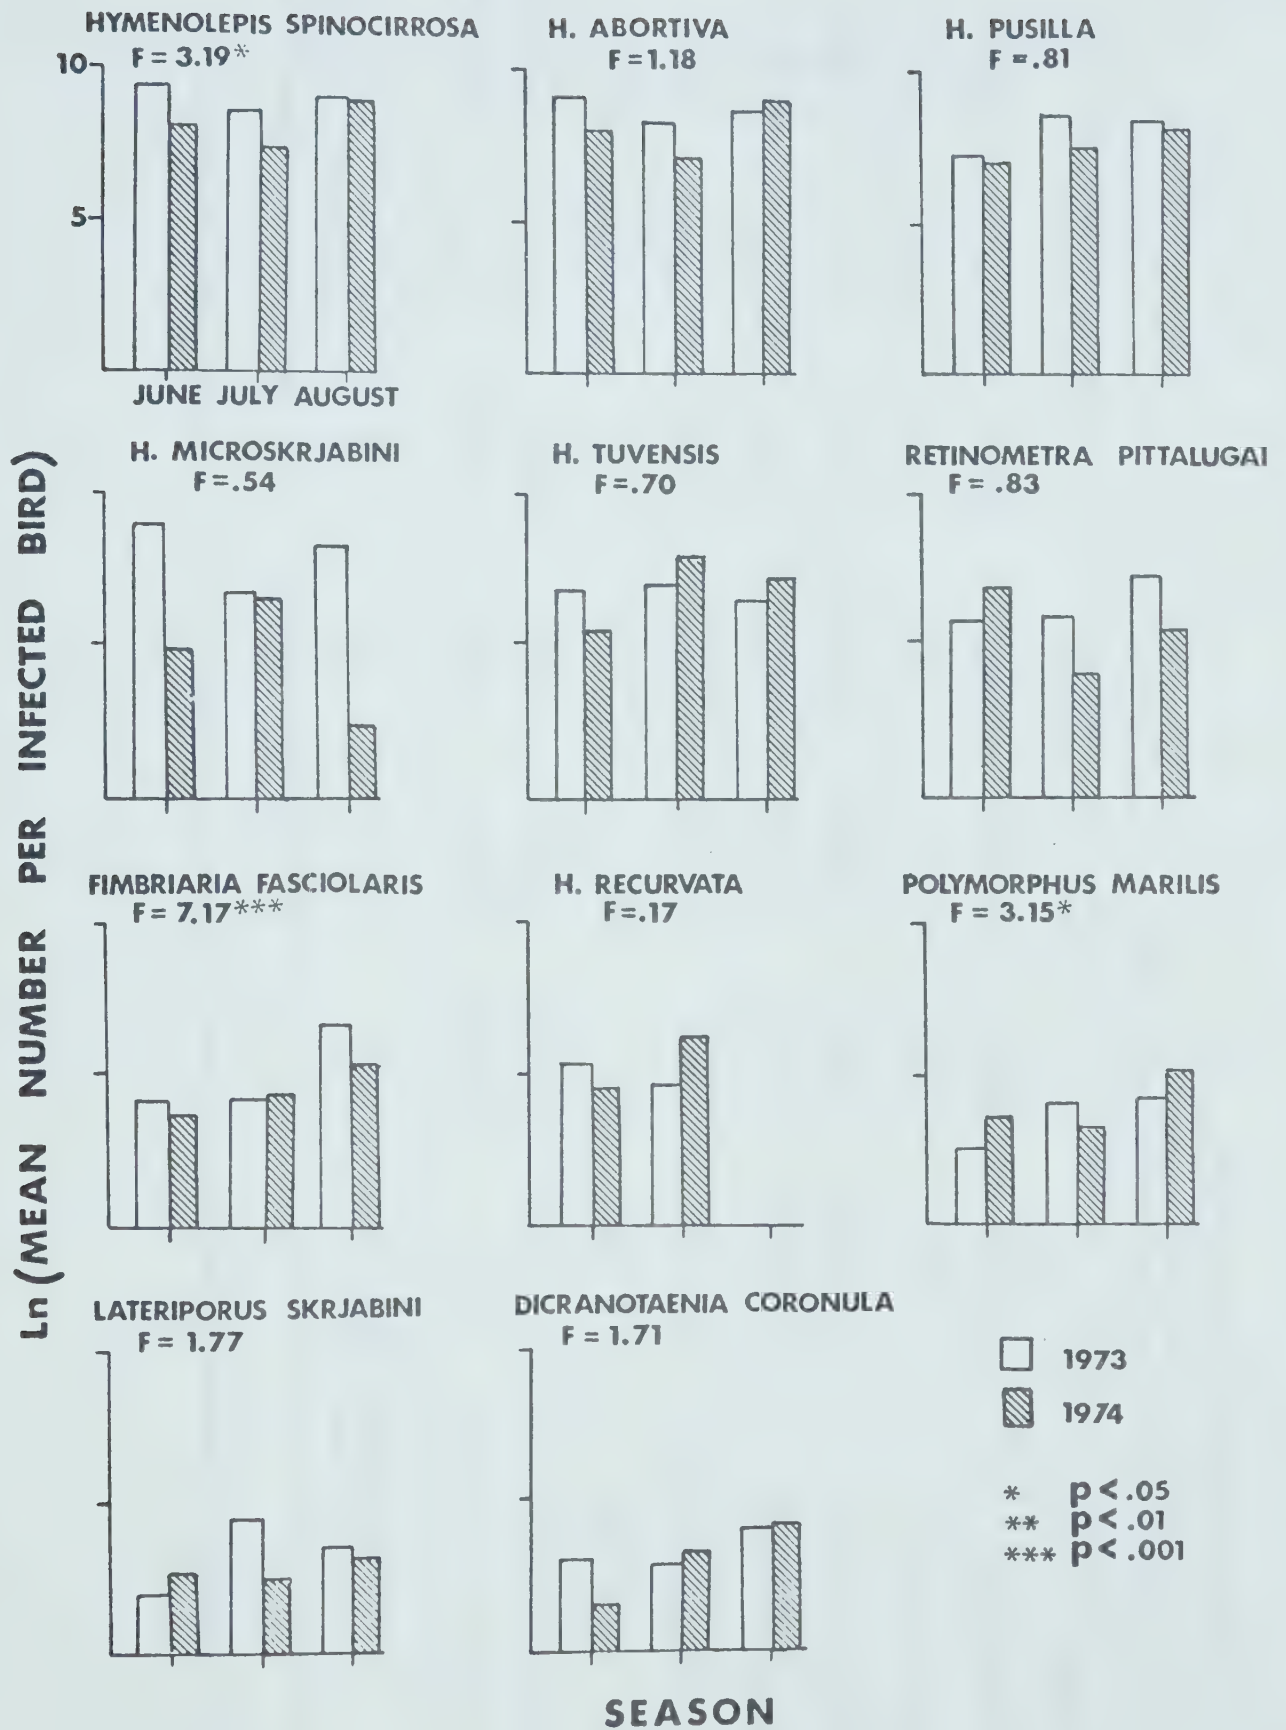 HYMENOLEPIS SPINOCIRROSA
F = 3.19*
H. ABORTIVA
F = 1.18
H. PUSILLA
F = .81
10
5
JUNE JULY AUGUST
H. MICROSKRJABINI
F = .54
H. TUVENSIS
F = .70
RETINOMETRA PITTALUGAI
F = .83
Ln (MEAN NUMBER PER INFECTED BIRD)
FIMBRIARIA FASCIOLARIS
F = 7.17***
H. RECURVATA
F = .17
POLYMORPHUS MARILIS
F = 3.15*
LATERIPORUS SKRJABINI
F = 1.77
DICRANOTAENIA CORONULA
F = 1.71
1973
1974
* p < .05
** p < .01
*** p < .001
SEASON